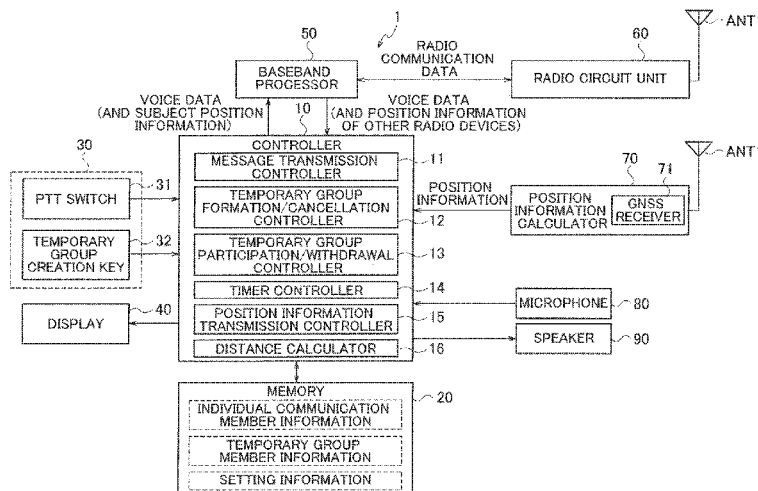 1
ANT
50
BASEBAND
PROCESSOR
RADIO
COMMUNICATION
DATA
60
RADIO CIRCUIT UNIT
VOICE DATA
(AND SUBJECT POSITION
INFORMATION)
10
VOICE DATA
(AND POSITION INFORMATION
OF OTHER RADIO DEVICES)
30
31
PTT SWITCH
32
TEMPORARY
GROUP
CREATION KEY
40
DISPLAY
CONTROLLER
MESSAGE TRANSMISSION
CONTROLLER
11
TEMPORARY GROUP
FORMATION/CANCELLATION
CONTROLLER
12
TEMPORARY GROUP
PARTICIPATION/WITHDRAWAL
CONTROLLER
13
TIMER CONTROLLER
14
POSITION INFORMATION
TRANSMISSION CONTROLLER
15
DISTANCE CALCULATOR
16
POSITION
INFORMATION
70
71
POSITION
INFORMATION
CALCULATOR
GNSS
RECEIVER
ANT
MICROPHONE
80
SPEAKER
90
MEMORY
20
INDIVIDUAL COMMUNICATION
MEMBER INFORMATION
TEMPORARY GROUP
MEMBER INFORMATION
SETTING INFORMATION